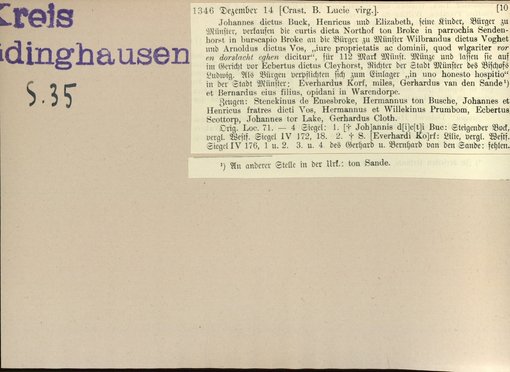 Kreis
üdinghausen
S. 35
1346 Dezember 14 [Crast. B. Lucie virg.]. [10
Johannes dictus Buck, Henricus und Elizabeth, seine Kinder, Bürger zu
Münster, verkaufen die curtis dicta Northof ton Broke in parrochia Senden-
horst in burscapio Broke an die Bürger zu Münster Wilbrandus dictus Voghet
und Arnoldus dictus Vos, „iure proprietatis ac dominii, quod wlgariter vor
en dorslacht eghen dicitur“, für 112 Mark Münst. Münze und lassen sie auf
im Gericht vor Eebertus dictus Cleyhorst, Richter der Stadt Münster des Bischofs
Ludwig. Als Bürgen verpflichten sich zum Einlager „in uno honesto hospitio“
in der Stadt Münster: Everhardus Korf, miles, Gerhardus van den Sande¹)
et Bernardus eius filius, opidani in Warendorpe.
Zeugen: Stenekinus de Emesbroke, Hermannus ton Busche, Johannes et
Henricus fratres dicti Vos, Hermannus et Willekinus Prumbom, Eebertus
Scottorp, Johannes tor Lake, Gerhardus Cloth.
Orig. Loc. 71. — 4 Siegel: 1. [† Joh]annis d[i(c)t]i Buc: Steigender Bock,
vergl. Westf. Siegel IV 172, 18. 2. † S. [Everhardi Ko]rf: Lilie, vergl. Westf.
Siegel IV 176, 1 u. 2. 3. u. 4. des Gerhard u. Bernhard van den Sande: fehlen.
¹) An anderer Stelle in der Urk.: ton Sande.